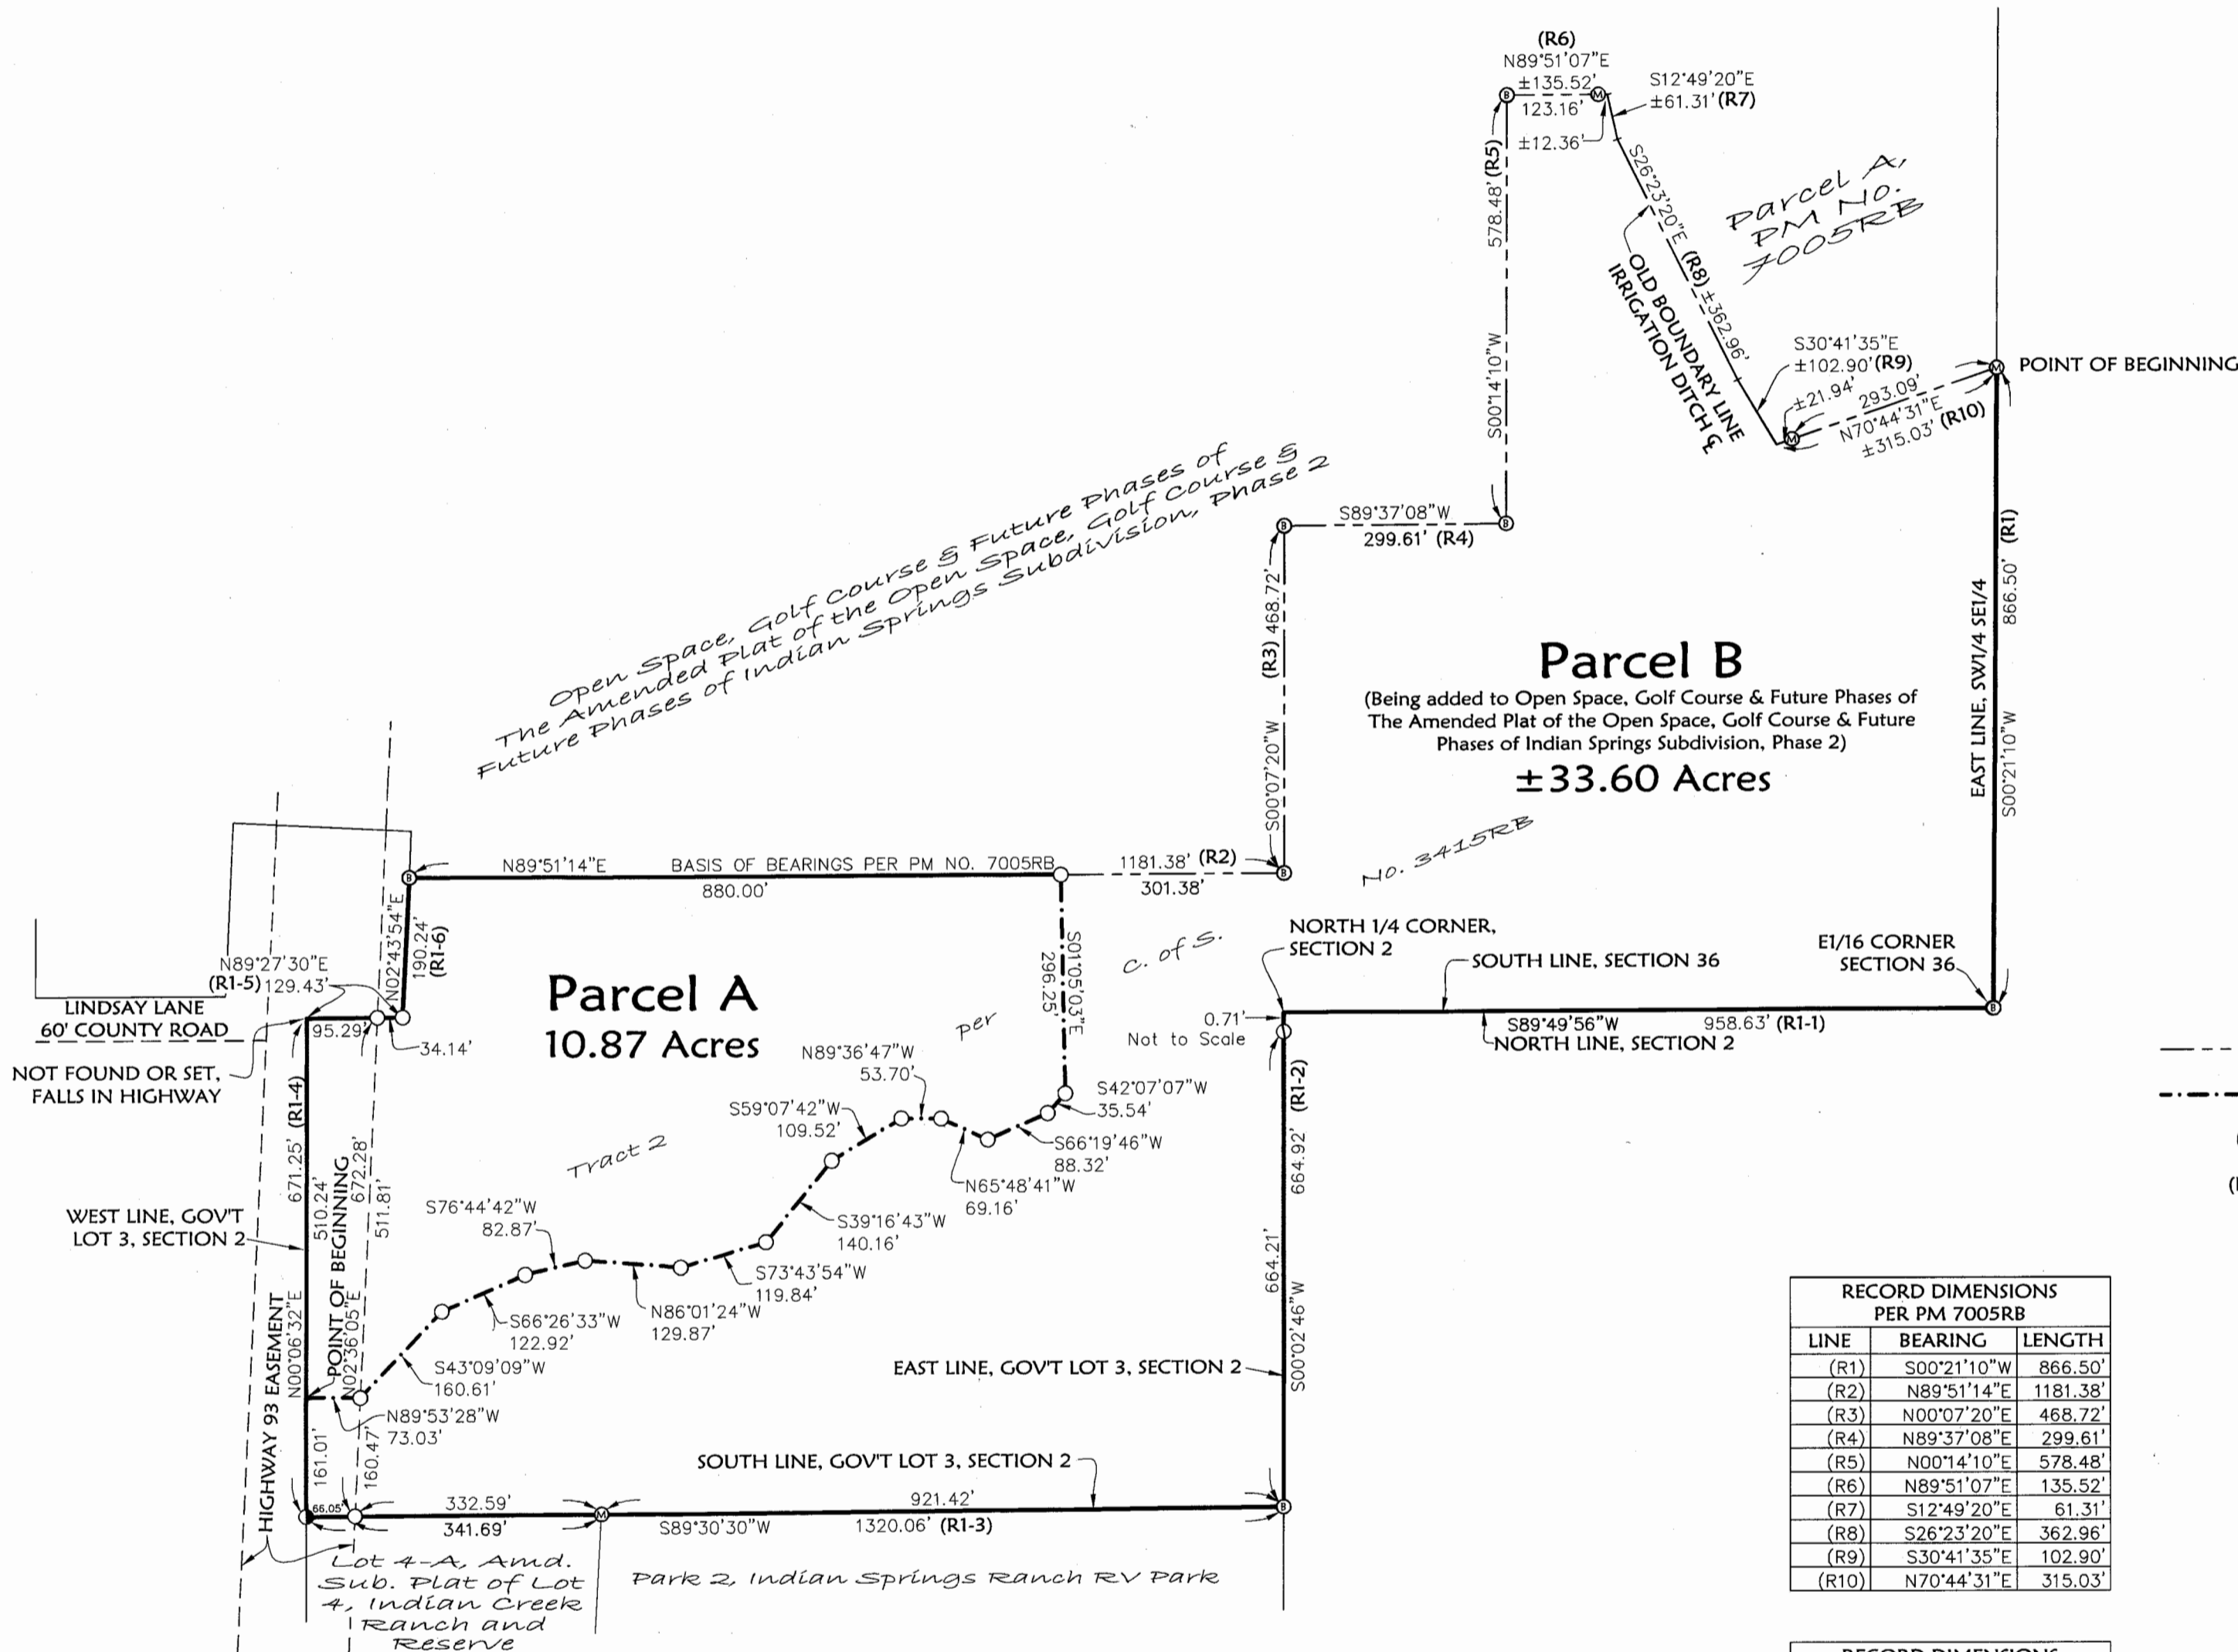 (R6)
N89°51'07"E
±135.52'
123.16'
±12.36'
S12°49'20"E
±61.31' (R7)
578.48' (R5)
S00°14'10"W
S26°23'20"E (R8) ±362.96'
OLD BOUNDARY LINE
IRRIGATION DITCH ℄
Parcel A,
PM No.
7005RB
S30°41'35"E
±102.90' (R9)
±21.94'
293.09'
N70°44'31"E
±315.03' (R10)
POINT OF BEGINNING
S89°37'08"W
299.61' (R4)
(R3) 468.72'
S00°07'20"W
866.50' (R1)
EAST LINE, SW1/4 SE1/4
S00°21'10"W
Open Space, Golf Course & Future Phases of
The Amended Plat of the Open Space, Golf Course &
Future Phases of Indian Springs Subdivision, Phase 2
Parcel B
(Being added to Open Space, Golf Course & Future Phases of
The Amended Plat of the Open Space, Golf Course & Future
Phases of Indian Springs Subdivision, Phase 2)
±33.60 Acres
No. 3415RB
N89°51'14"E BASIS OF BEARINGS PER PM NO. 7005RB
880.00'
1181.38' (R2)
301.38'
N02°43'54"E
190.24'
(R1-6)
N89°27'30"E
(R1-5) 129.43'
LINDSAY LANE
60' COUNTY ROAD
95.29'
34.14'
NOT FOUND OR SET,
FALLS IN HIGHWAY
Parcel A
10.87 Acres
S01°05'03"E
296.25'
C. of S.
per
Tract 2
NORTH 1/4 CORNER,
SECTION 2
SOUTH LINE, SECTION 36
E1/16 CORNER
SECTION 36
0.71'
Not to Scale
S89°49'56"W 958.63' (R1-1)
NORTH LINE, SECTION 2
N89°36'47"W
53.70'
S42°07'07"W
35.54'
S59°07'42"W
109.52'
S66°19'46"W
88.32'
N65°48'41"W
69.16'
S39°16'43"W
140.16'
S76°44'42"W
82.87'
S73°43'54"W
119.84'
S66°26'33"W
122.92'
N86°01'24"W
129.87'
S43°09'09"W
160.61'
N89°53'28"W
73.03'
671.25' (R1-4)
510.24'
N00°06'32"E
672.28'
511.81'
POINT OF BEGINNING
N02°36'05"E
WEST LINE, GOV'T
LOT 3, SECTION 2
HIGHWAY 93 EASEMENT
161.01'
160.47'
664.92' (R1-2)
664.21'
S00°02'46"W
EAST LINE, GOV'T LOT 3, SECTION 2
SOUTH LINE, GOV'T LOT 3, SECTION 2
66.05'
332.59'
341.69'
921.42'
S89°30'30"W 1320.06' (R1-3)
Lot 4-A, Amd.
Sub. Plat of Lot
4, Indian Creek
Ranch and
Reserve
Park 2, Indian Springs Ranch RV Park
RECORD DIMENSIONS
PER PM 7005RB
LINE BEARING LENGTH
(R1) S00°21'10"W 866.50'
(R2) N89°51'14"E 1181.38'
(R3) N00°07'20"E 468.72'
(R4) N89°37'08"E 299.61'
(R5) N00°14'10"E 578.48'
(R6) N89°51'07"E 135.52'
(R7) S12°49'20"E 61.31'
(R8) S26°23'20"E 362.96'
(R9) S30°41'35"E 102.90'
(R10) N70°44'31"E 315.03'